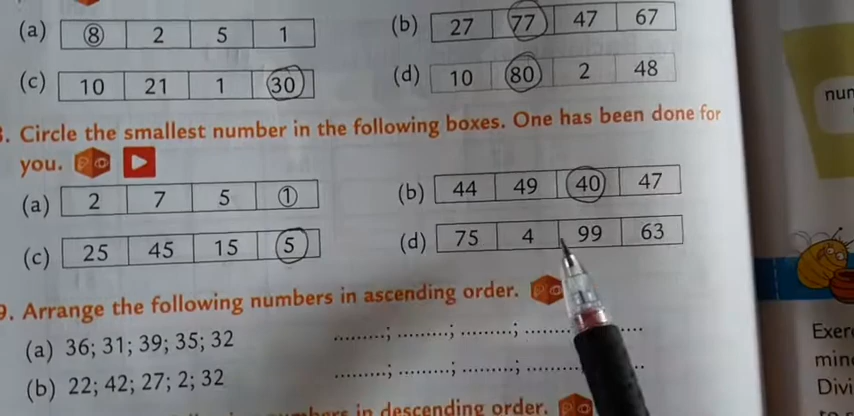 (a) 8 2 5 1 (b) 27 77 47 67
(c) 10 21 1 30 (d) 10 80 2 48
. Circle the smallest number in the following boxes. One has been done for
you.
(a) 2 7 5 1 (b) 44 49 40 47
(c) 25 45 15 5 (d) 75 4 99 63
9. Arrange the following numbers in ascending order.
(a) 36; 31; 39; 35; 32 .........; .........; .........; .........
(b) 22; 42; 27; 2; 32 .........; .........; .........; .........
in descending order.
num
Exer
min
Divi